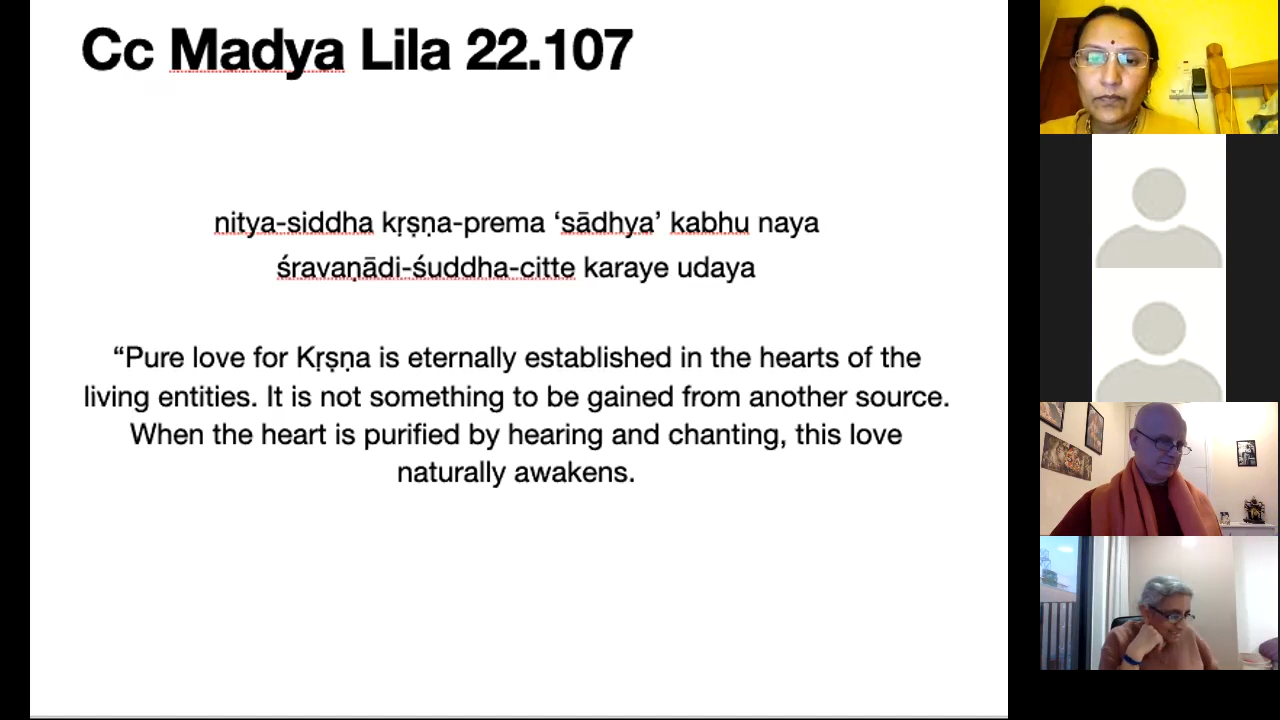 Cc Madya Lila 22.107
nitya-siddha kṛṣṇa-prema ‘sādhya’ kabhu naya
śravaṇādi-śuddha-citte karaye udaya
“Pure love for Kṛṣṇa is eternally established in the hearts of the
living entities. It is not something to be gained from another source.
When the heart is purified by hearing and chanting, this love
naturally awakens.